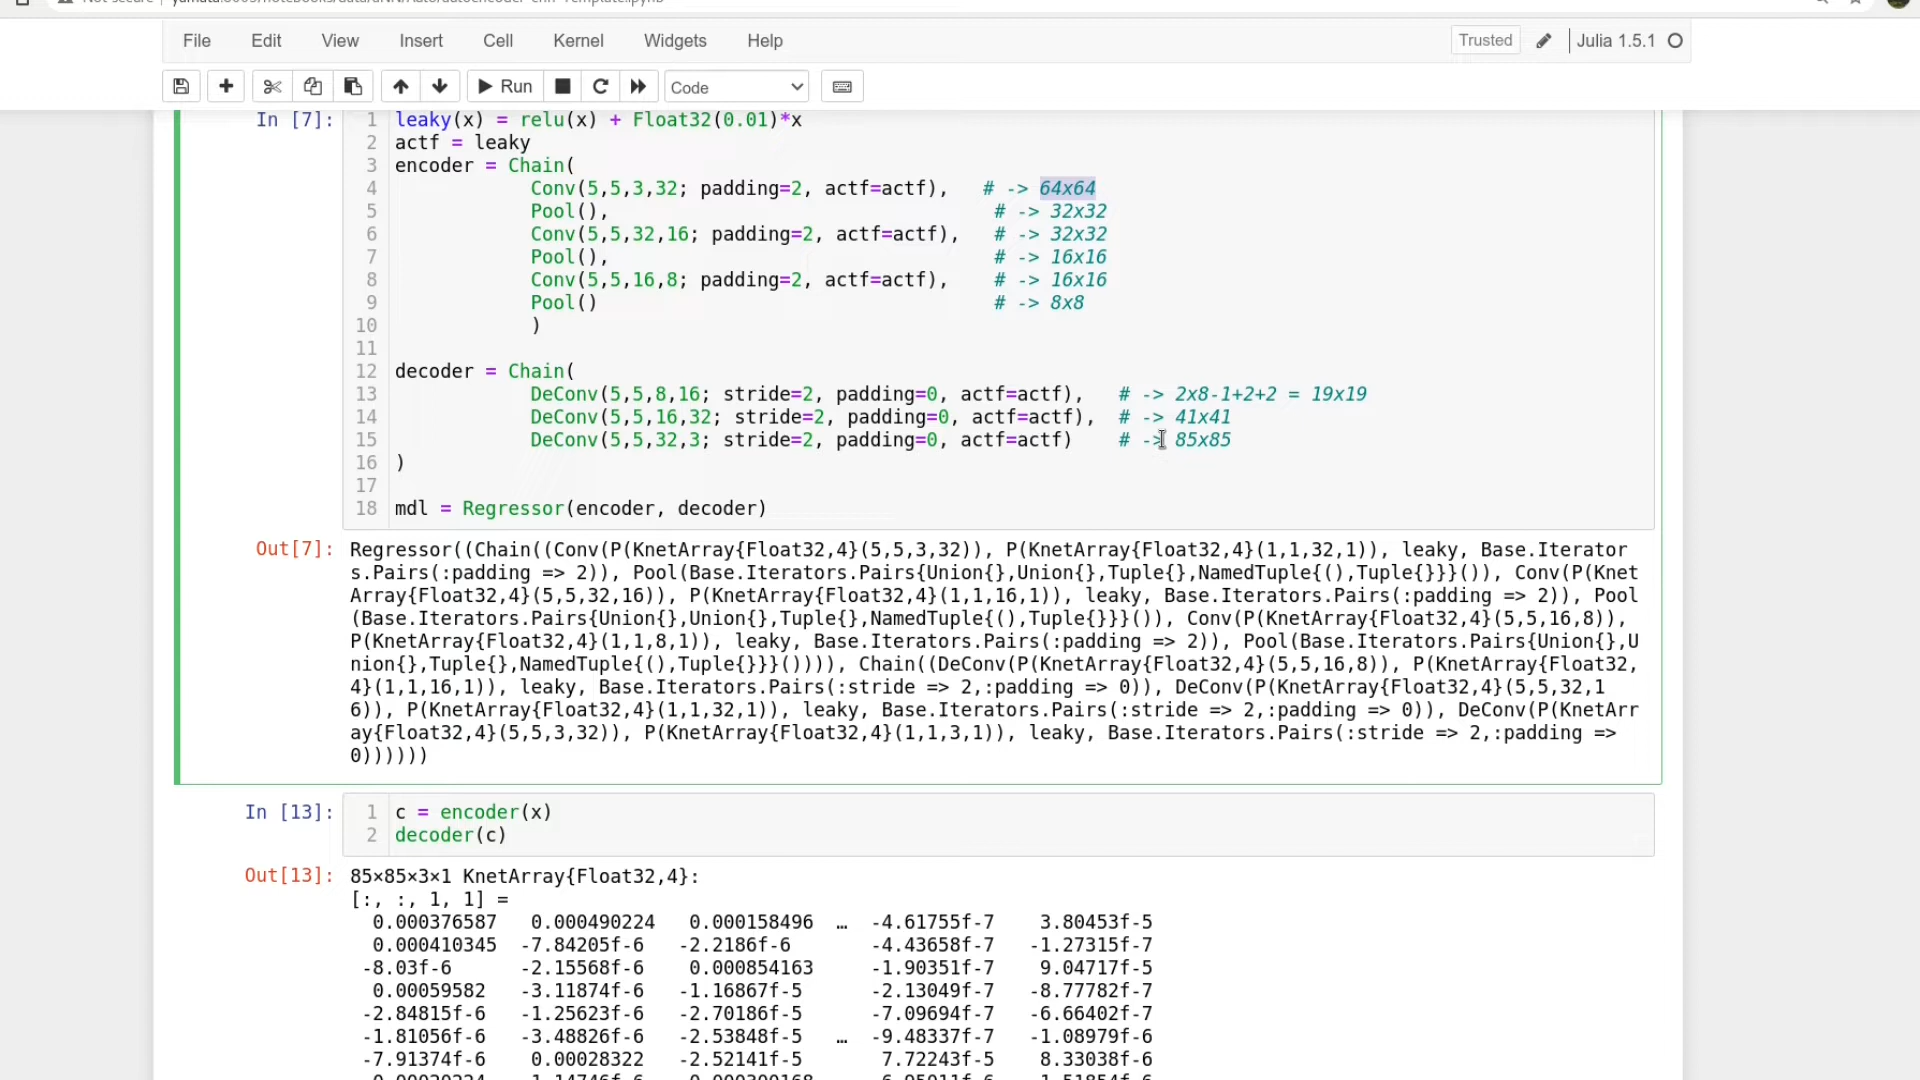 File Edit View Insert Cell Kernel Widgets Help Trusted Julia 1.5.1
Run Code
In [7]:
1 leaky(x) = relu(x) + Float32(0.01)*x
2 actf = leaky
3 encoder = Chain(
4 Conv(5,5,3,32; padding=2, actf=actf), # -> 64x64
5 Pool(), # -> 32x32
6 Conv(5,5,32,16; padding=2, actf=actf), # -> 32x32
7 Pool(), # -> 16x16
8 Conv(5,5,16,8; padding=2, actf=actf), # -> 16x16
9 Pool() # -> 8x8
10 )
11
12 decoder = Chain(
13 DeConv(5,5,8,16; stride=2, padding=0, actf=actf), # -> 2x8-1+2+2 = 19x19
14 DeConv(5,5,16,32; stride=2, padding=0, actf=actf), # -> 41x41
15 DeConv(5,5,32,3; stride=2, padding=0, actf=actf) # -> 85x85
16 )
17
18 mdl = Regressor(encoder, decoder)
Out[7]: Regressor((Chain((Conv(P(KnetArray{Float32,4}(5,5,3,32)), P(KnetArray{Float32,4}(1,1,32,1)), leaky, Base.Iterator
s.Pairs(:padding => 2)), Pool(Base.Iterators.Pairs{Union{},Union{},Tuple{},NamedTuple{(),Tuple{}}}()), Conv(P(Knet
Array{Float32,4}(5,5,32,16)), P(KnetArray{Float32,4}(1,1,16,1)), leaky, Base.Iterators.Pairs(:padding => 2)), Pool
(Base.Iterators.Pairs{Union{},Union{},Tuple{},NamedTuple{(),Tuple{}}}()), Conv(P(KnetArray{Float32,4}(5,5,16,8)),
P(KnetArray{Float32,4}(1,1,8,1)), leaky, Base.Iterators.Pairs(:padding => 2)), Pool(Base.Iterators.Pairs{Union{},U
nion{},Tuple{},NamedTuple{(),Tuple{}}}()))), Chain((DeConv(P(KnetArray{Float32,4}(5,5,16,8)), P(KnetArray{Float32,
4}(1,1,16,1)), leaky, Base.Iterators.Pairs(:stride => 2,:padding => 0)), DeConv(P(KnetArray{Float32,4}(5,5,32,1
6)), P(KnetArray{Float32,4}(1,1,32,1)), leaky, Base.Iterators.Pairs(:stride => 2,:padding => 0)), DeConv(P(KnetArr
ay{Float32,4}(5,5,3,32)), P(KnetArray{Float32,4}(1,1,3,1)), leaky, Base.Iterators.Pairs(:stride => 2,:padding =>
0))))))
In [13]:
1 c = encoder(x)
2 decoder(c)
Out[13]: 85×85×3×1 KnetArray{Float32,4}:
[:, :, 1, 1] =
0.000376587 0.000490224 0.000158496 … -4.61755f-7 3.80453f-5
0.000410345 -7.84205f-6 -2.2186f-6 -4.43658f-7 -1.27315f-7
-8.03f-6 -2.15568f-6 0.000854163 -1.90351f-7 9.04717f-5
0.00059582 -3.11874f-6 -1.16867f-5 -2.13049f-7 -8.77782f-7
-2.84815f-6 -1.25623f-6 -2.70186f-5 -7.09694f-7 -6.66402f-7
-1.81056f-6 -3.48826f-6 -2.53848f-5 … -9.48337f-7 -1.08979f-6
-7.91374f-6 0.00028322 -2.52141f-5 7.72243f-5 8.33038f-6